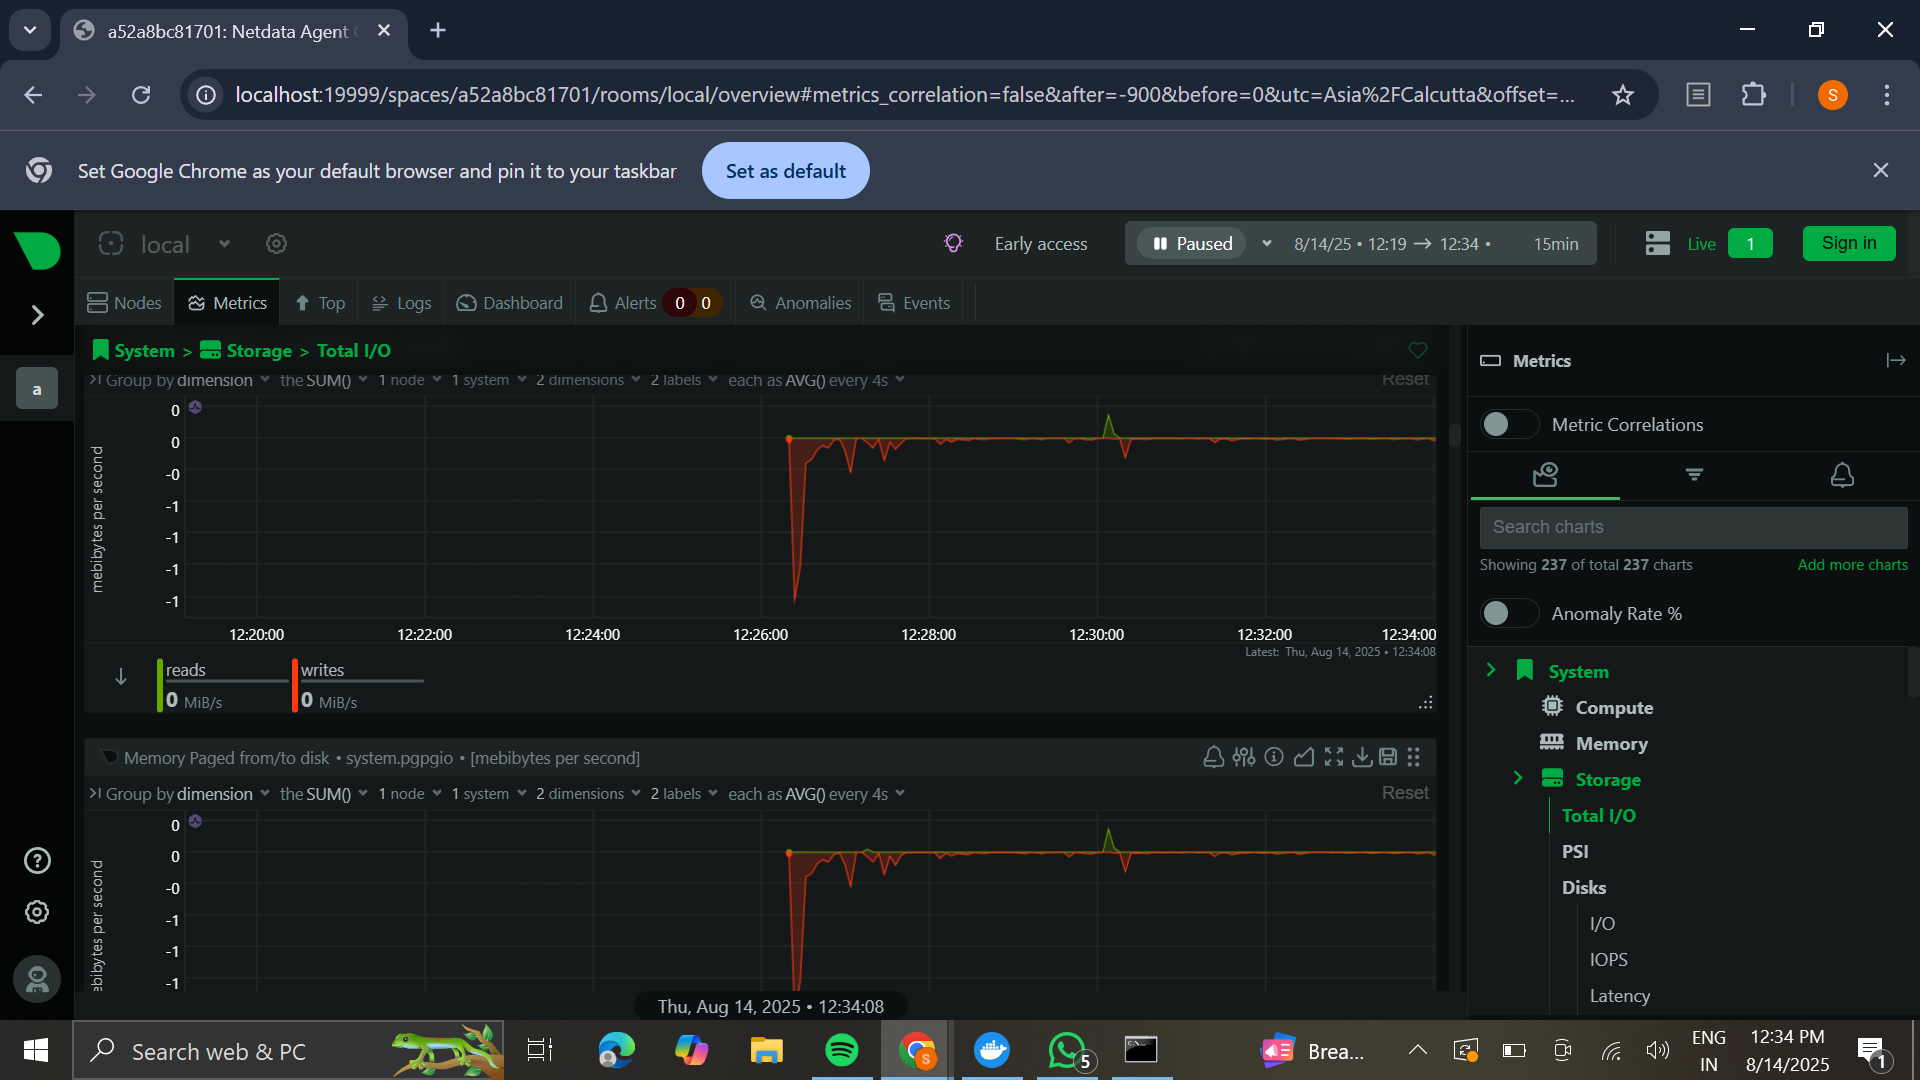 a52a8bc81701: Netdata Agent
localhost:19999/spaces/a52a8bc81701/rooms/local/overview#metrics_correlation=false&after=-900&before=0&utc=Asia%2FCalcutta&offset=...
S
Set Google Chrome as your default browser and pin it to your taskbar
Set as default
local
Early access
Paused
8/14/25 • 12:19 → 12:34 •
15min
Live
1
Sign in
Nodes
Metrics
Top
Logs
Dashboard
Alerts
0
0
Anomalies
Events
a
System > Storage > Total I/O
Group by dimension the SUM() 1 node 1 system 2 dimensions 2 labels each as AVG() every 4s
Reset
mebibytes per second
0
0
-0
-1
-1
-1
-1
12:20:00
12:22:00
12:24:00
12:26:00
12:28:00
12:30:00
12:32:00
12:34:00
Latest: Thu, Aug 14, 2025 • 12:34:08
reads
0 MiB/s
writes
0 MiB/s
Memory Paged from/to disk • system.pgpgio • [mebibytes per second]
Group by dimension the SUM() 1 node 1 system 2 dimensions 2 labels each as AVG() every 4s
Reset
ebibytes per second
0
0
-0
-1
-1
-1
Thu, Aug 14, 2025 • 12:34:08
Metrics
Metric Correlations
Search charts
Showing 237 of total 237 charts
Add more charts
Anomaly Rate %
System
Compute
Memory
Storage
Total I/O
PSI
Disks
I/O
IOPS
Latency
Search web & PC
S
5
Brea...
ENG
IN
12:34 PM
8/14/2025
1